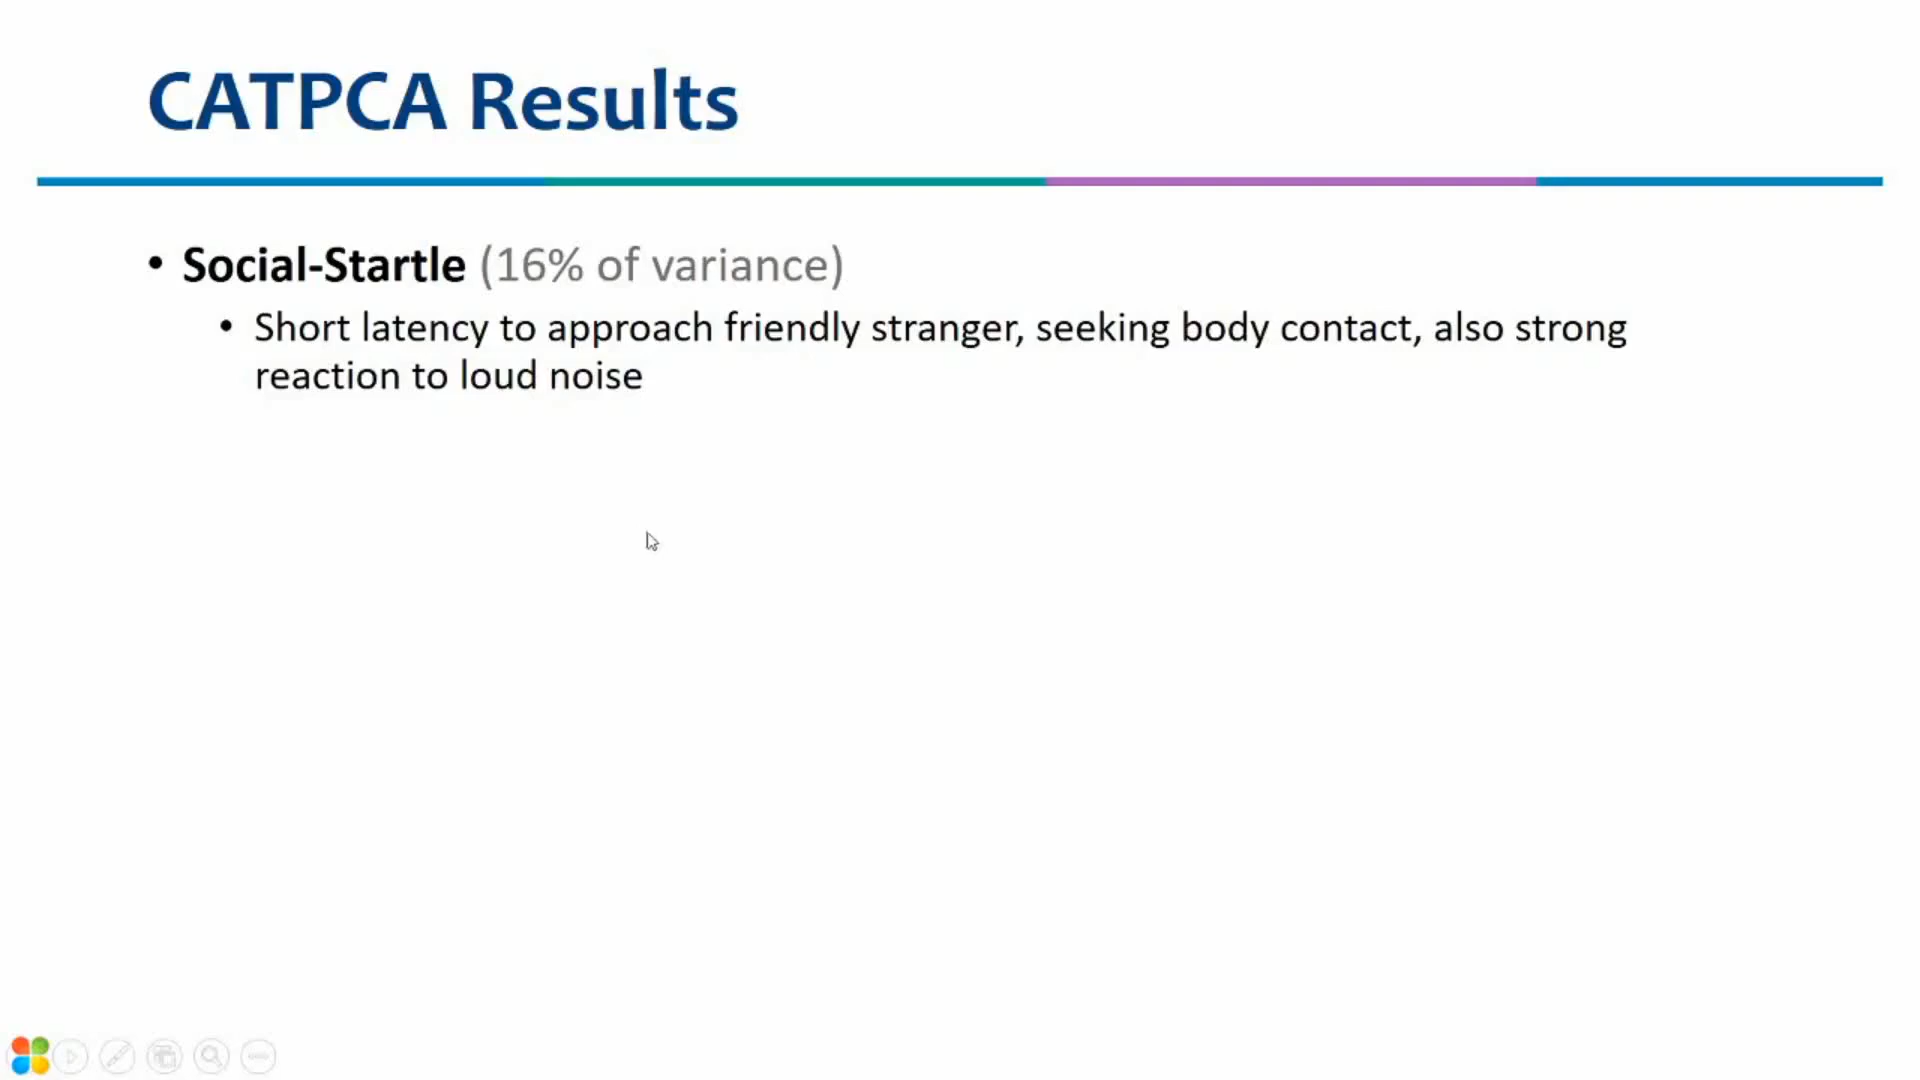 CATPCA Results
• Social-Startle (16% of variance)
• Short latency to approach friendly stranger, seeking body contact, also strong
reaction to loud noise